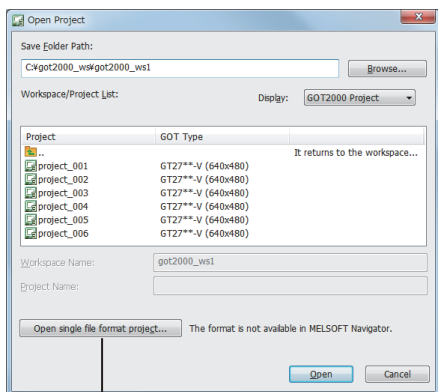 Open Project
Save Folder Path:
C:¥got2000_ws¥got2000_ws1
Browse...
Workspace/Project List:
Display: GOT2000 Project
Project GOT Type
.. It returns to the workspace...
project_001 GT27**-V (640x480)
project_002 GT27**-V (640x480)
project_003 GT27**-V (640x480)
project_004 GT27**-V (640x480)
project_005 GT27**-V (640x480)
project_006 GT27**-V (640x480)
Workspace Name: got2000_ws1
Project Name:
Open single file format project... The format is not available in MELSOFT Navigator.
Open Cancel